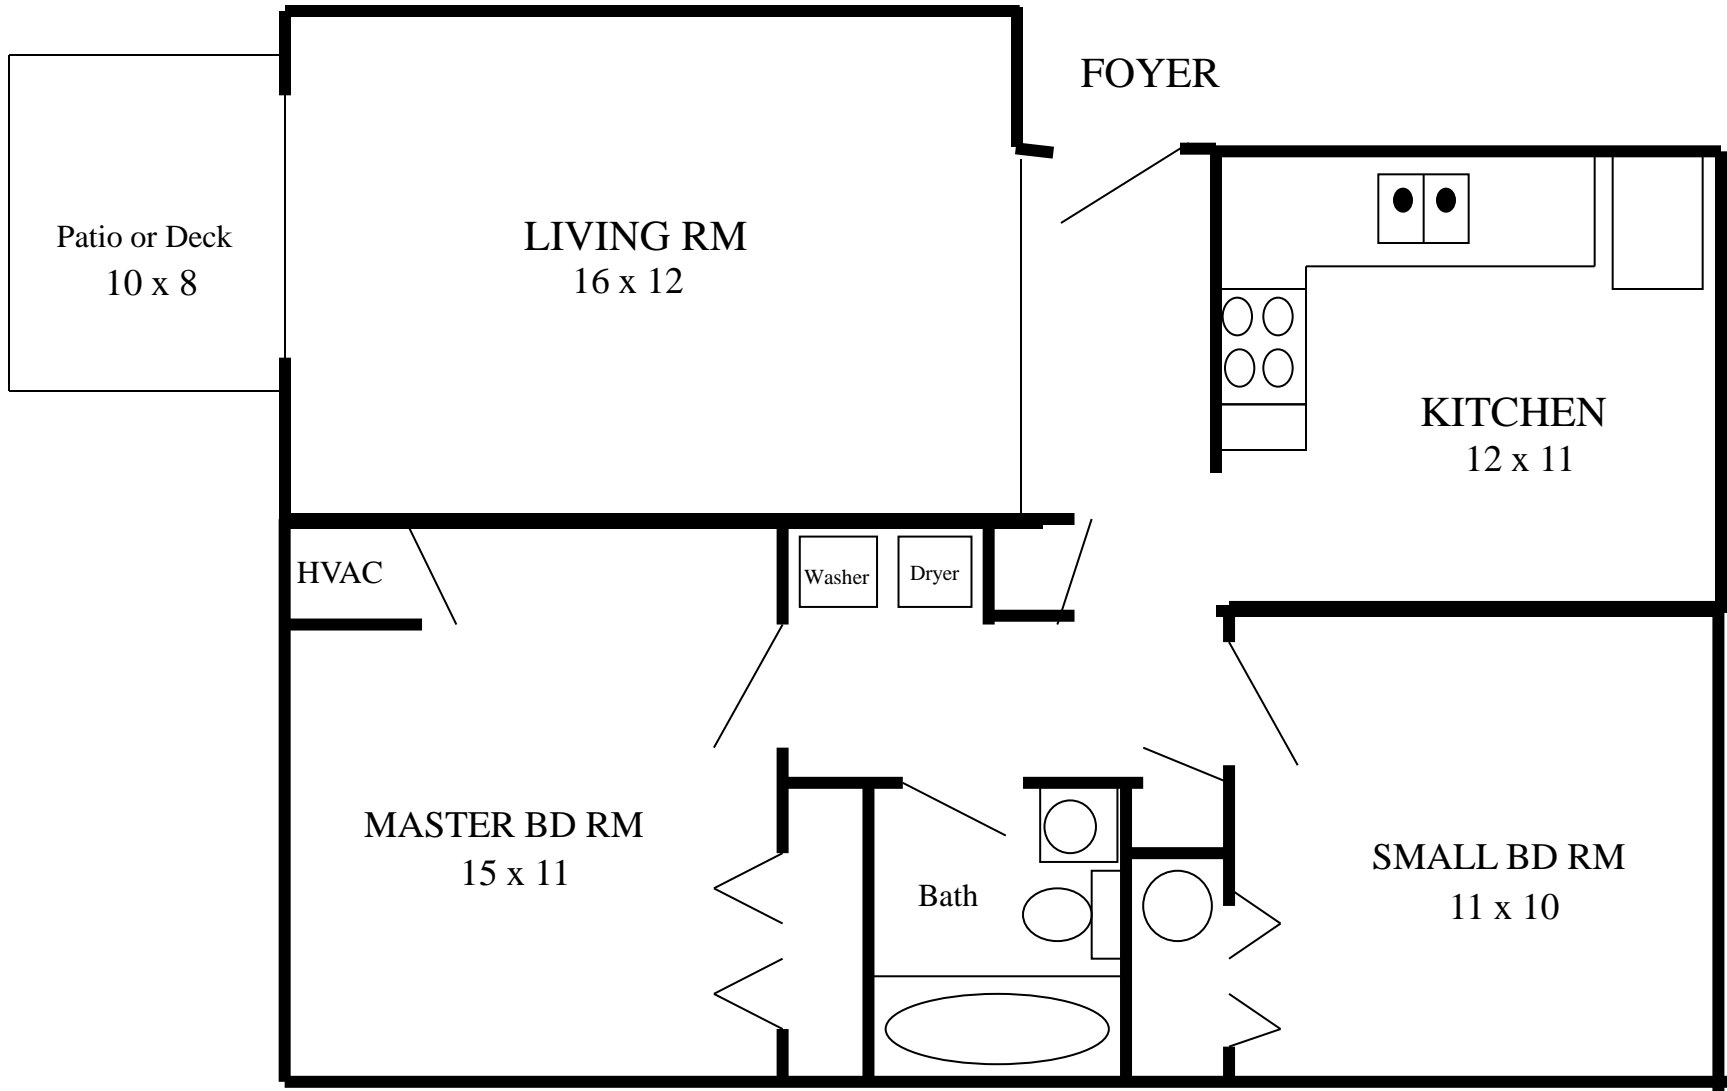 FOYER
Patio or Deck
10 x 8
LIVING RM
16 x 12
KITCHEN
12 x 11
HVAC
Washer
Dryer
MASTER BD RM
15 x 11
Bath
SMALL BD RM
11 x 10